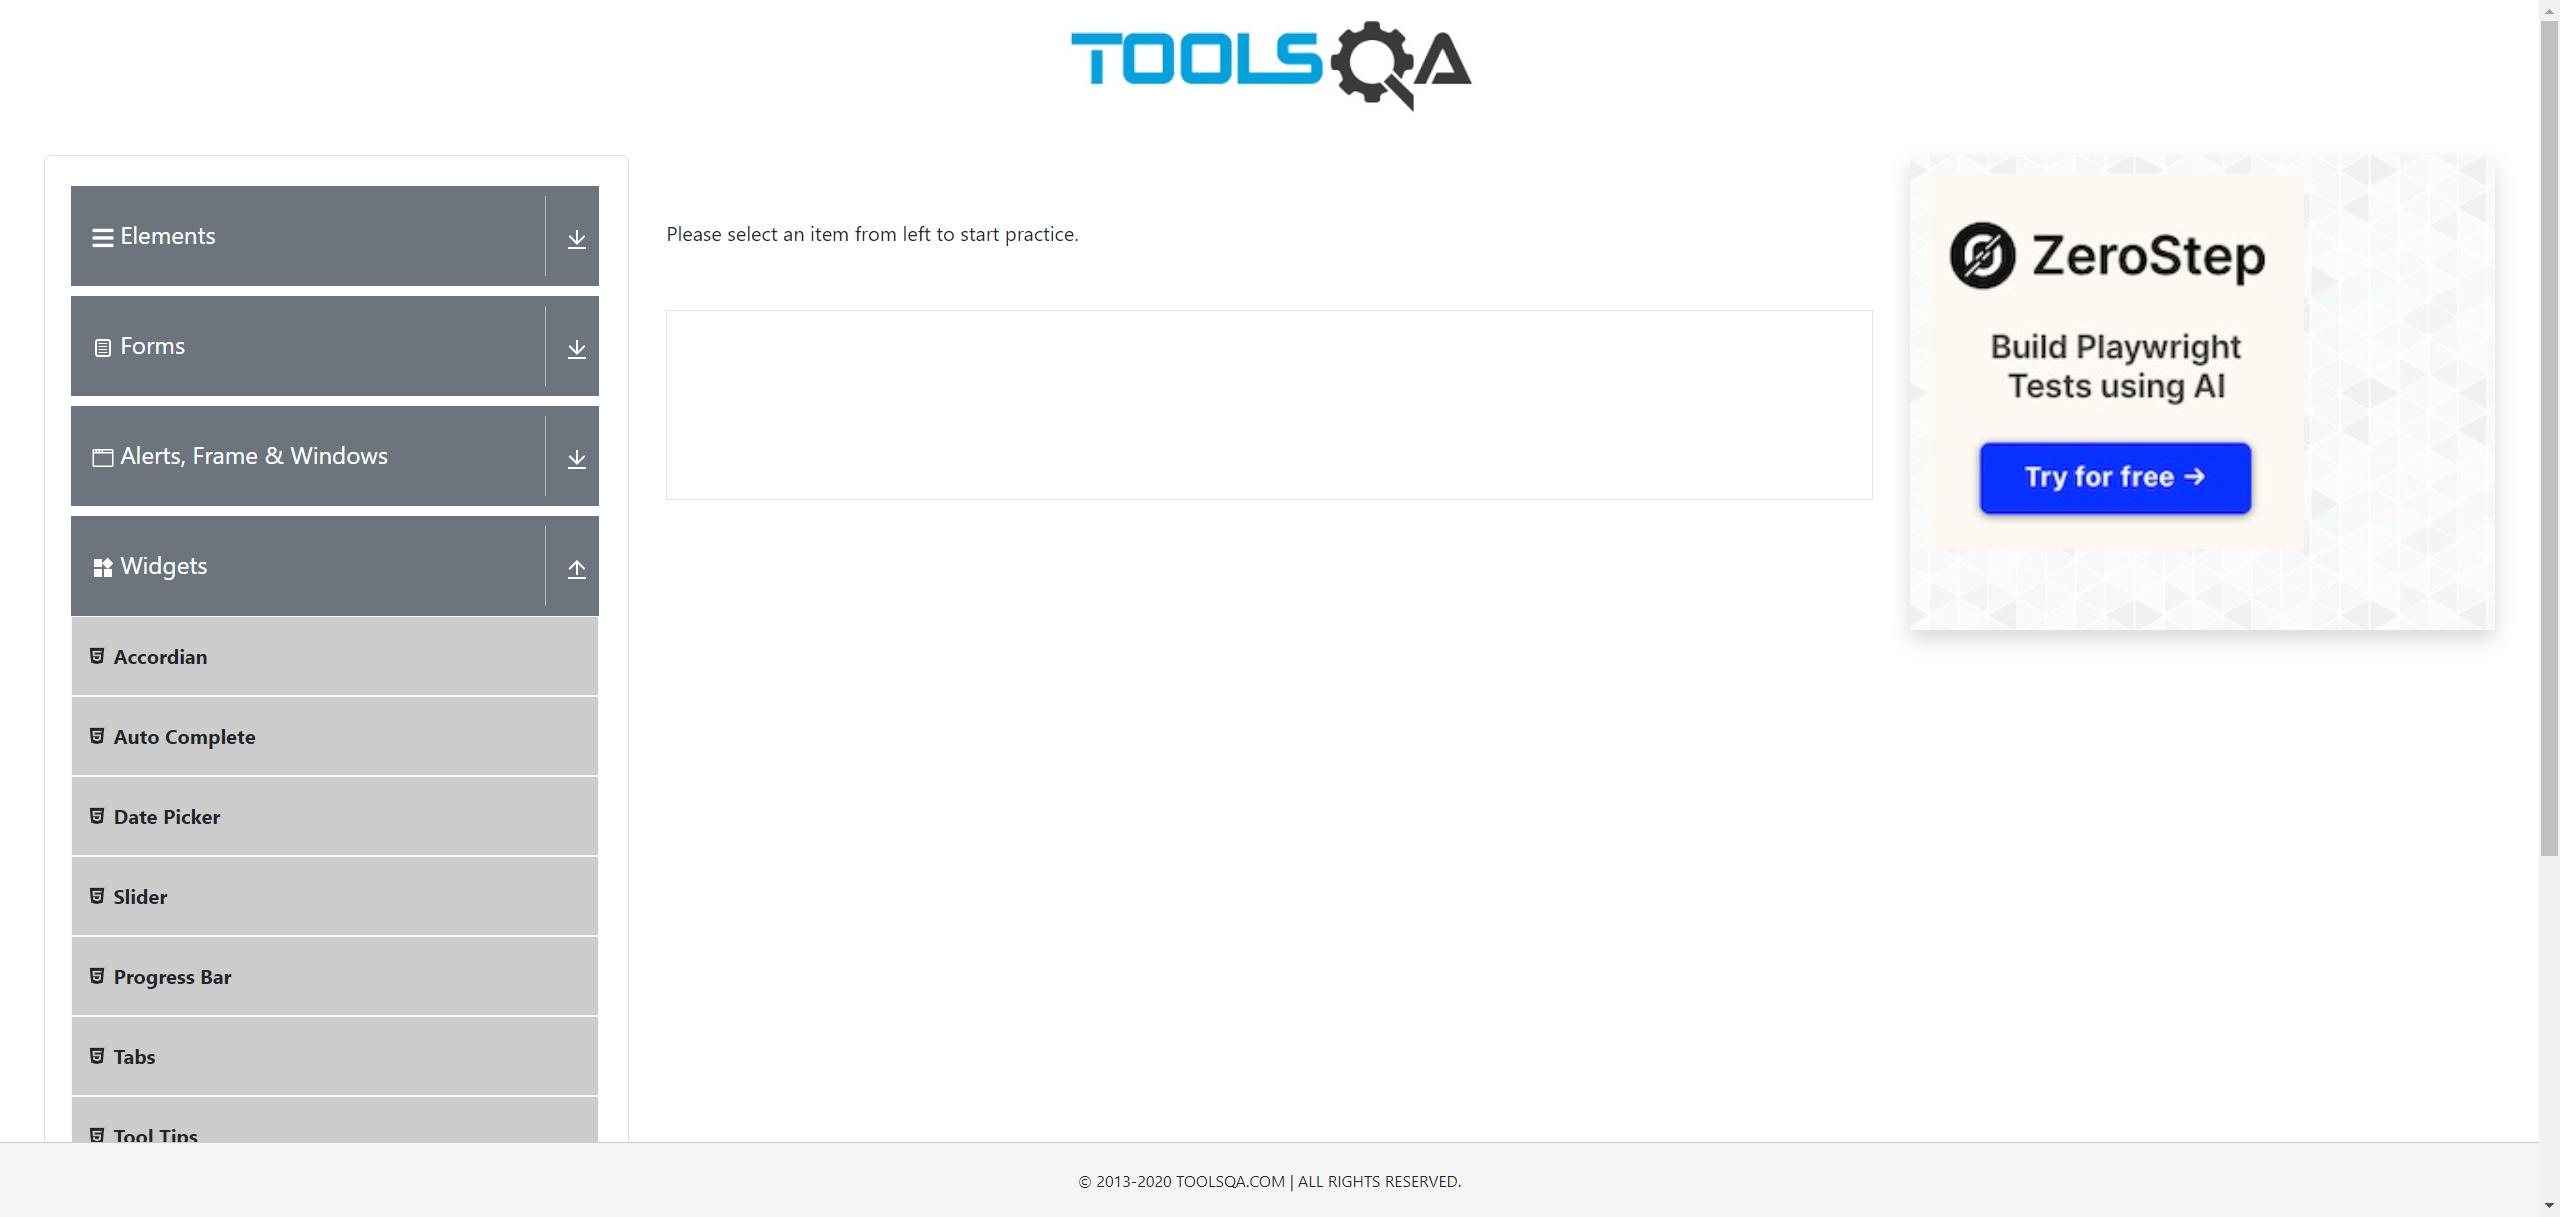 TOOLSQA
Elements
Forms
Alerts, Frame & Windows
Widgets
Accordian
Auto Complete
Date Picker
Slider
Progress Bar
Tabs
Tool Tips
Please select an item from left to start practice.
ZeroStep
Build Playwright
Tests using AI
Try for free →
© 2013-2020 TOOLSQA.COM | ALL RIGHTS RESERVED.